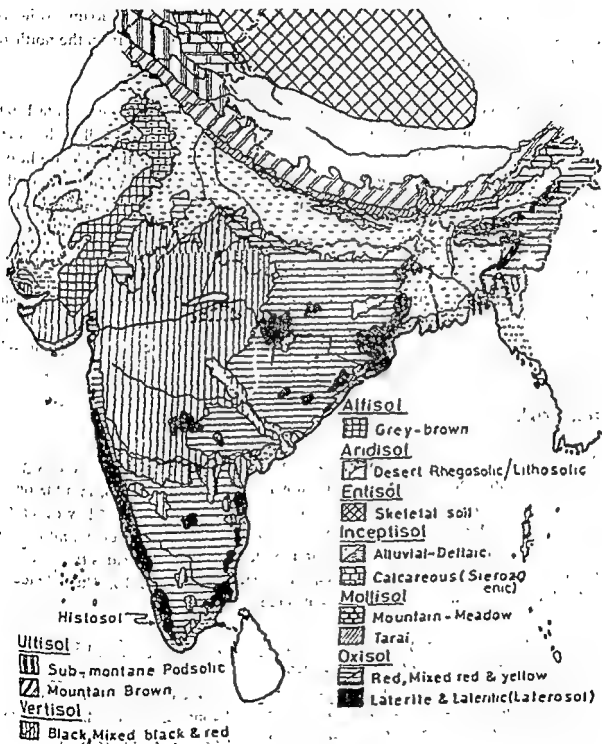 Histosol
Ultisol
Sub-montane Podsolic
Mountain Brown
Vertisol
Black, Mixed black & red
Alfisol
Grey-brown
Aridisol
Desert Rhegosolic/Lithosolic
Entisol
Skeletal soil
Inceptisol
Alluvial-Deltaic
Calcareous (Sierozo
enic)
Mollisol
Mountain-Meadow
Tarai
Oxisol
Red, Mixed red & yellow
Laterite & Lateritic (Laterosol)